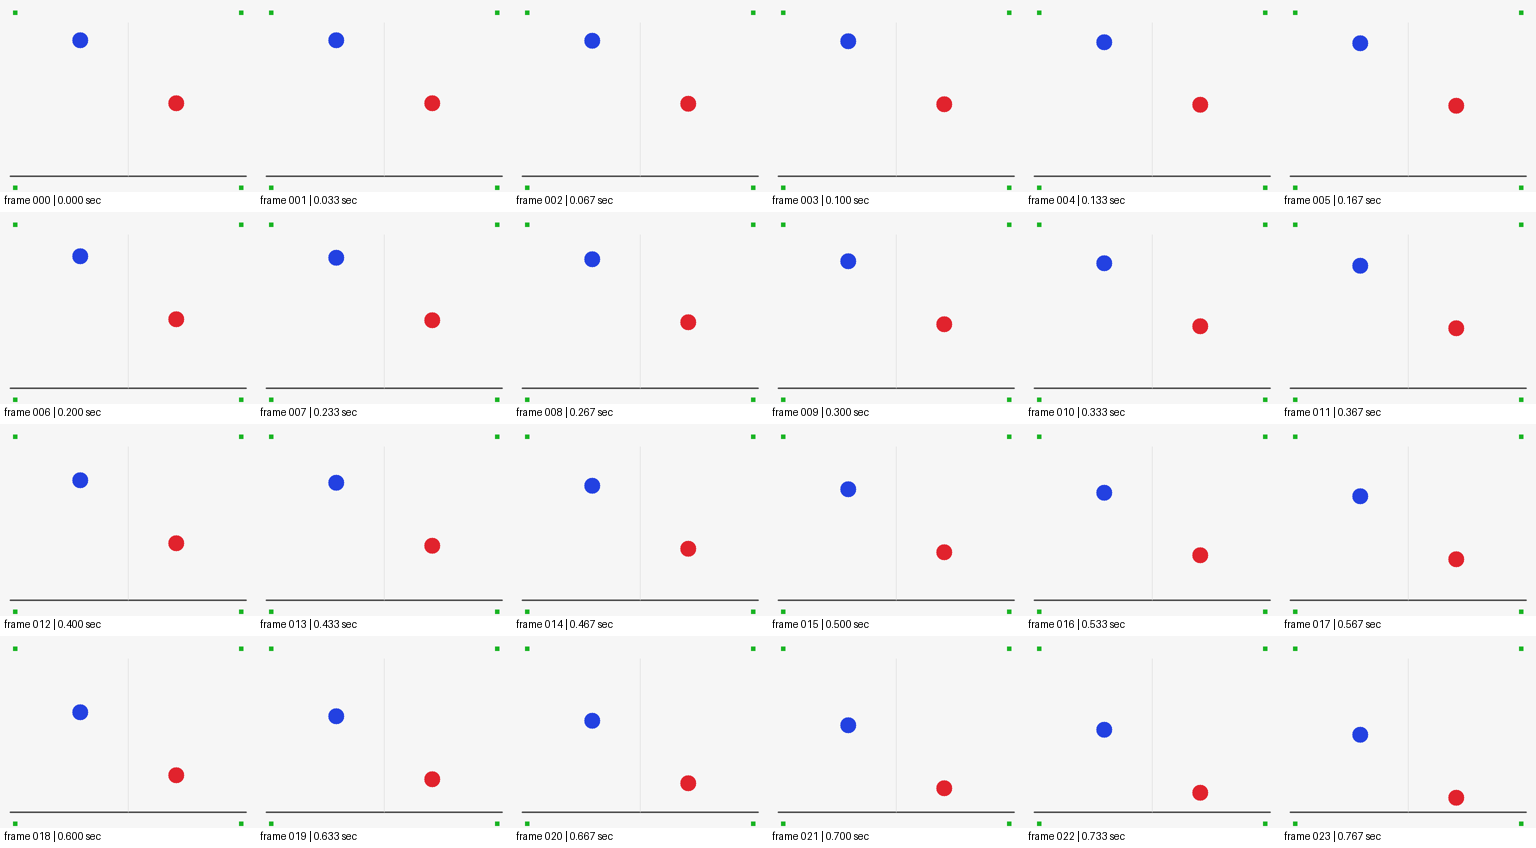 frame 000 | 0.000 sec
frame 001 | 0.033 sec
frame 002 | 0.067 sec
frame 003 | 0.100 sec
frame 004 | 0.133 sec
frame 005 | 0.167 sec
frame 006 | 0.200 sec
frame 007 | 0.233 sec
frame 008 | 0.267 sec
frame 009 | 0.300 sec
frame 010 | 0.333 sec
frame 011 | 0.367 sec
frame 012 | 0.400 sec
frame 013 | 0.433 sec
frame 014 | 0.467 sec
frame 015 | 0.500 sec
frame 016 | 0.533 sec
frame 017 | 0.567 sec
frame 018 | 0.600 sec
frame 019 | 0.633 sec
frame 020 | 0.667 sec
frame 021 | 0.700 sec
frame 022 | 0.733 sec
frame 023 | 0.767 sec